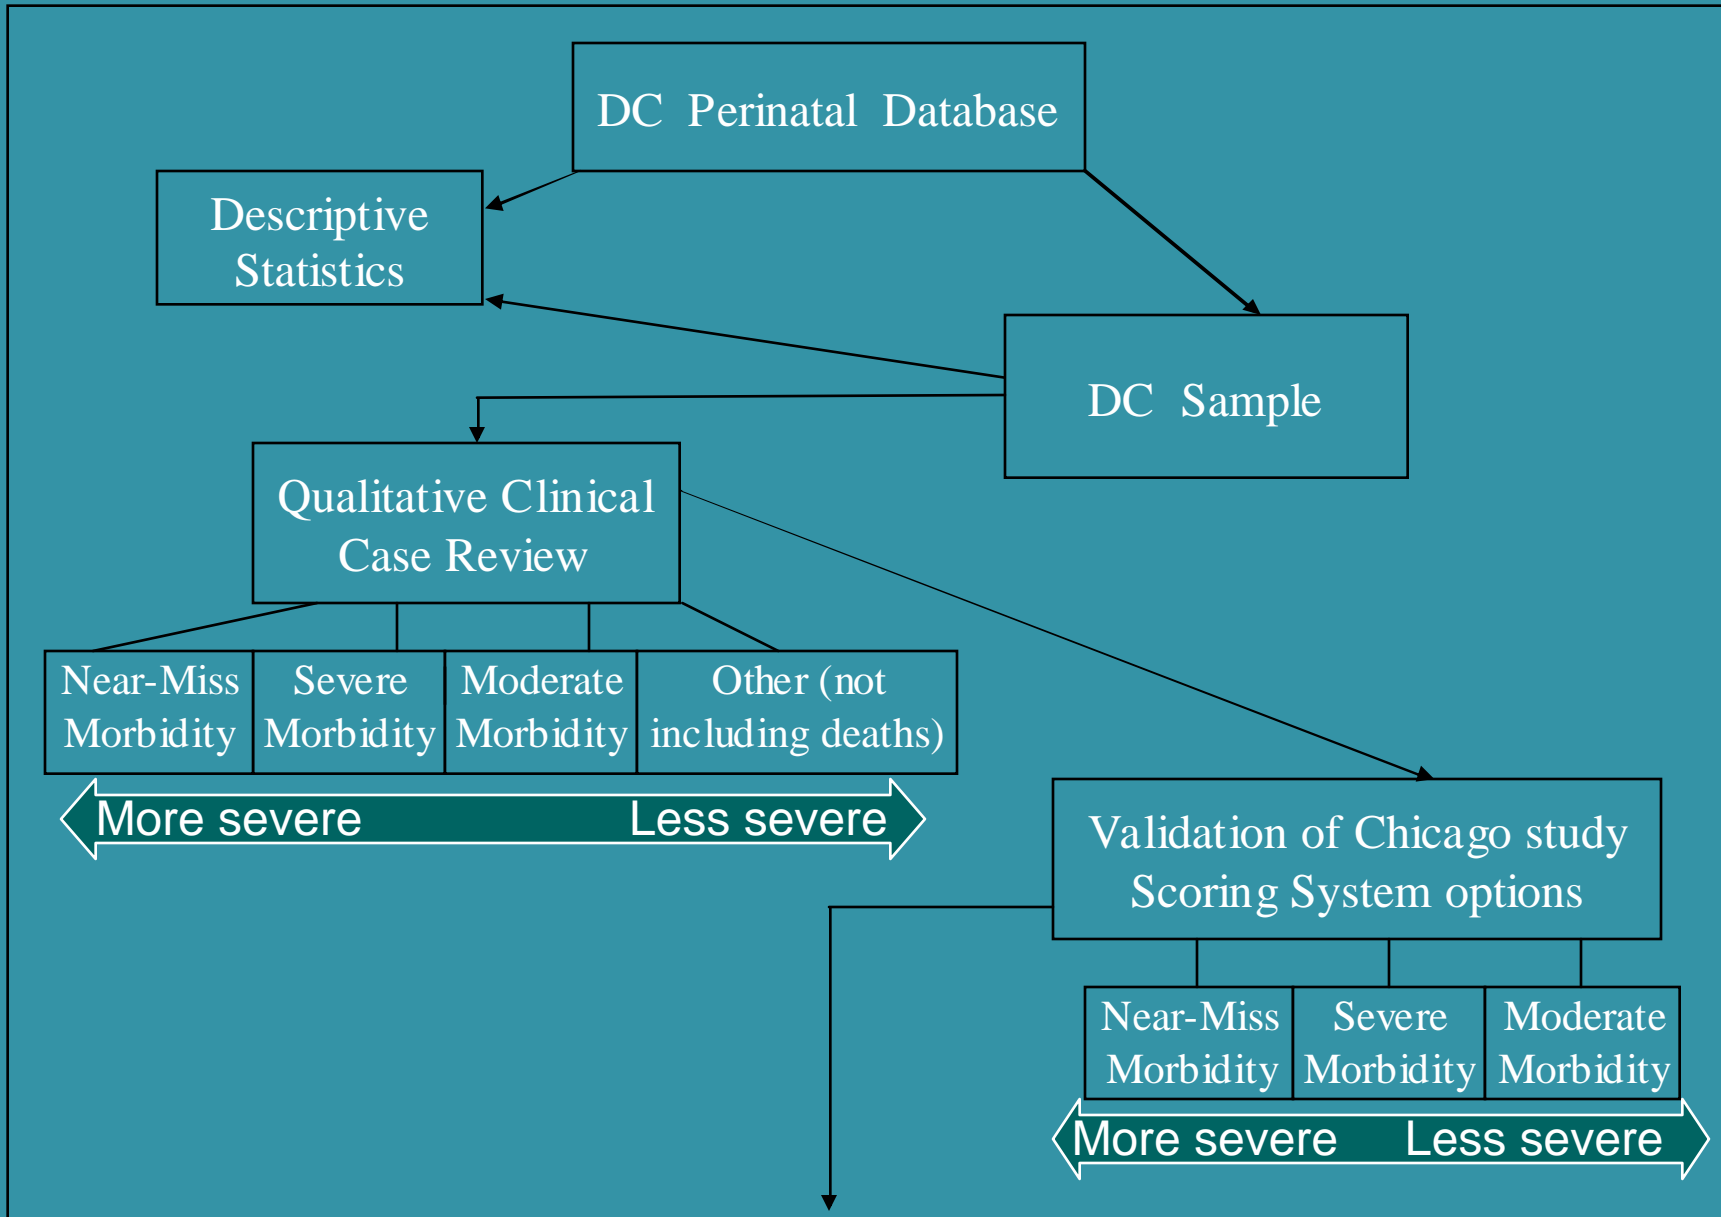 DC Perinatal Database
Descriptive
Statistics
DC Sample
Qualitative Clinical
Case Review
Near-Miss
Morbidity
Severe
Morbidity
Moderate
Morbidity
Other (not
including deaths)
More severe
Less severe
Validation of Chicago study
Scoring System options
Near-Miss
Morbidity
Severe
Morbidity
Moderate
Morbidity
More severe
Less severe